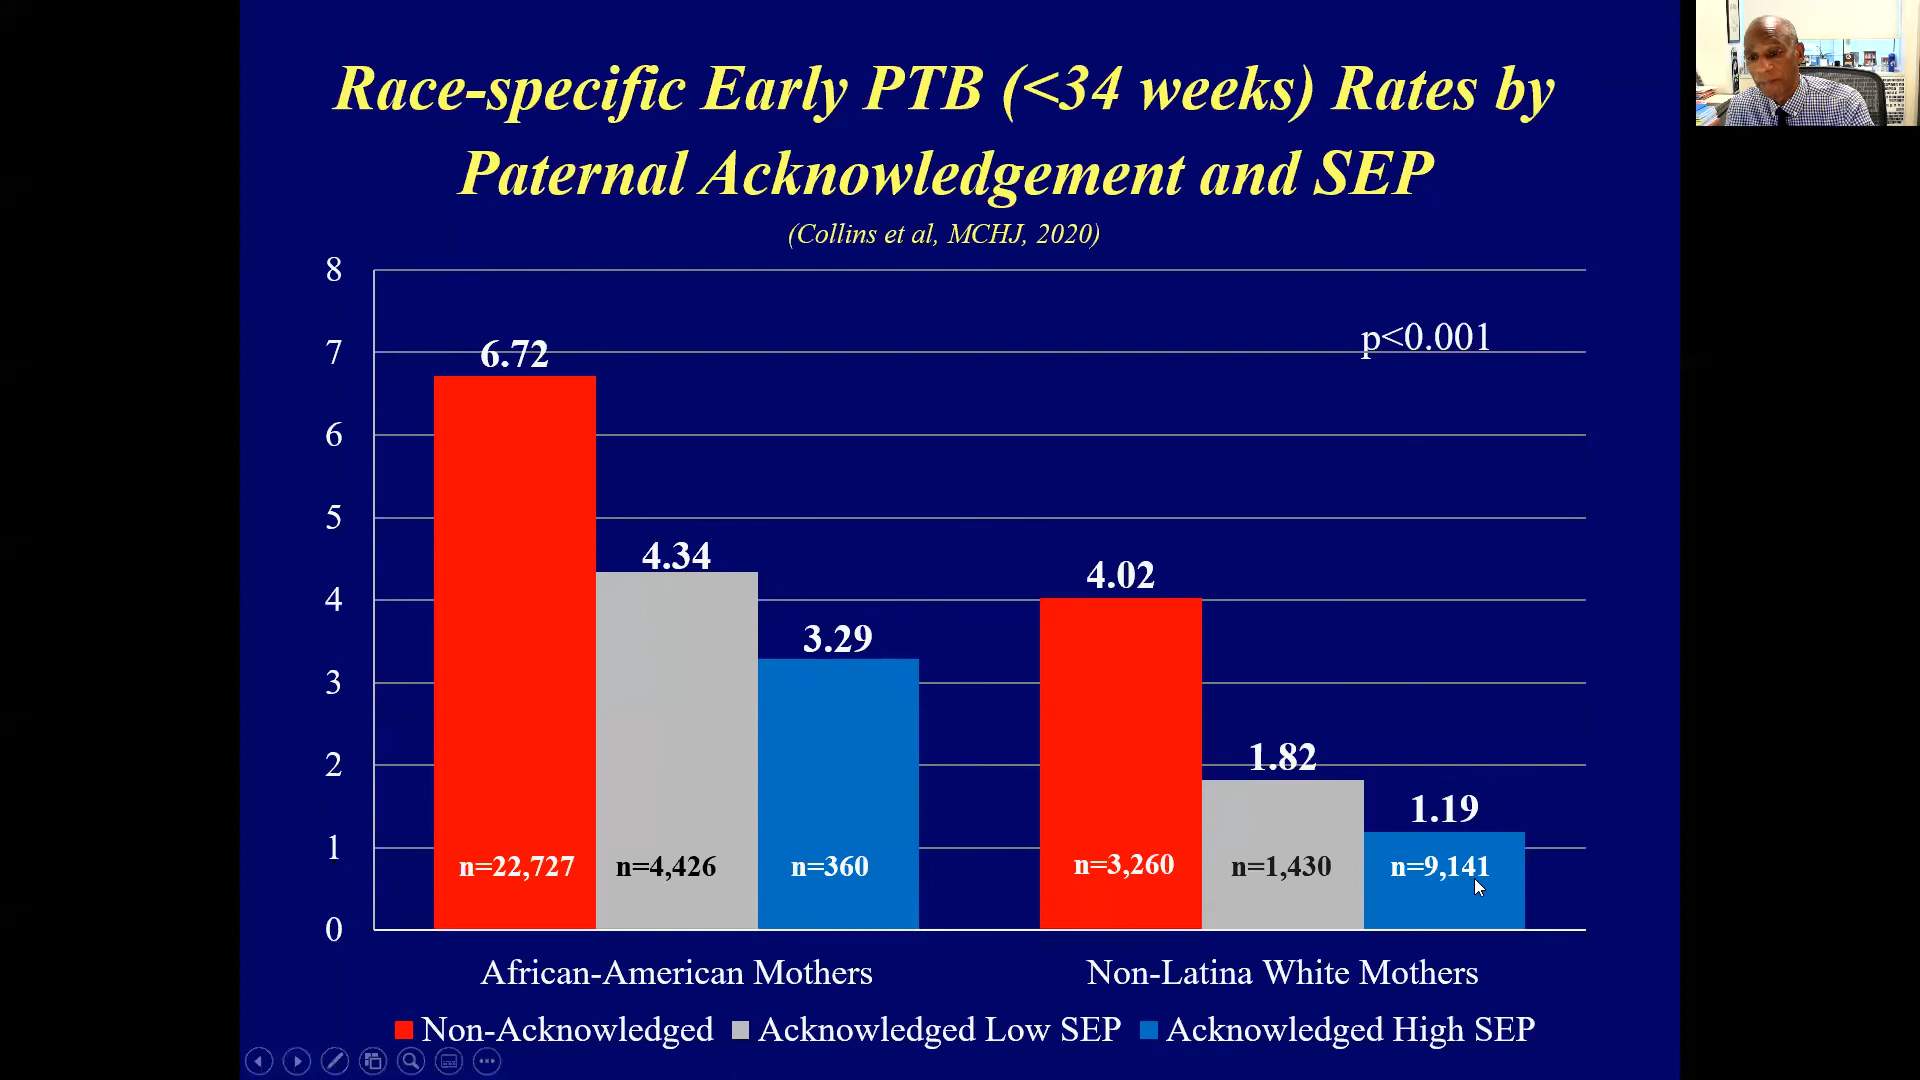 Race-specific Early PTB (<34 weeks) Rates by
Paternal Acknowledgement and SEP
(Collins et al, MCHJ, 2020)
8
7
6
5
4
3
2
1
0
p<0.001
6.72
4.34
3.29
4.02
1.82
1.19
n=22,727
n=4,426
n=360
n=3,260
n=1,430
n=9,141
African-American Mothers
Non-Latina White Mothers
Non-Acknowledged
Acknowledged Low SEP
Acknowledged High SEP